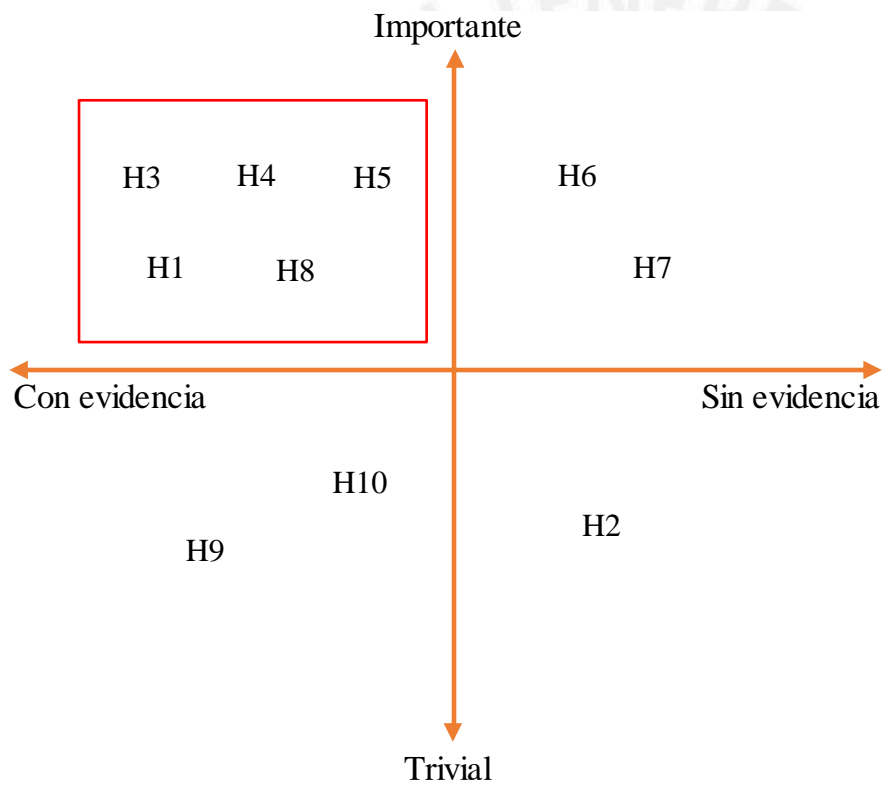 Importante
H3 H4 H5 H6
H1 H8 H7
Con evidencia Sin evidencia
H10
H2
H9
Trivial